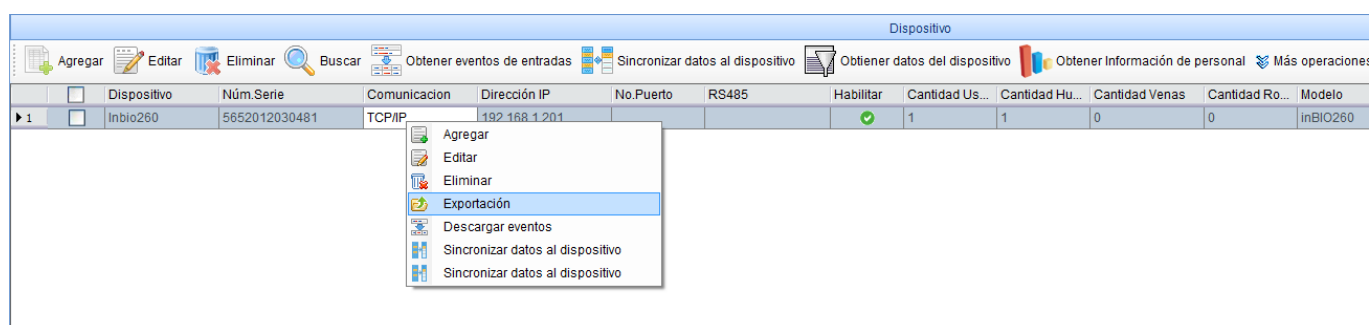 Dispositivo
Agregar Editar Eliminar Buscar Obtener eventos de entradas Sincronizar datos al dispositivo Obtiener datos del dispositivo Obtener Información de personal Más operaciones
Dispositivo Núm.Serie Comunicacion Dirección IP No.Puerto RS485 Habilitar Cantidad Us... Cantidad Hu... Cantidad Venas Cantidad Ro... Modelo
1 Inbio260 5652012030481 TCP/IP 192.168.1.201 1 1 0 0 inBIO260
Agregar
Editar
Eliminar
Exportación
Descargar eventos
Sincronizar datos al dispositivo
Sincronizar datos al dispositivo